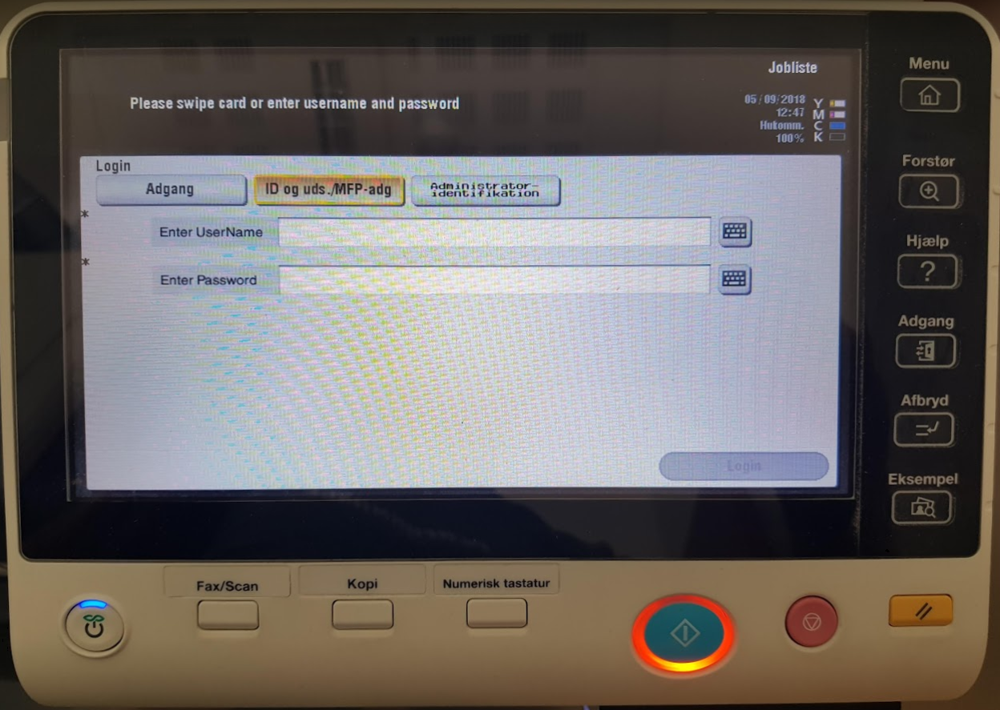 Jobliste
Please swipe card or enter username and password
05/09/2018
12:47
Hukomm.
100%
Y
M
C
K
Login
Adgang
ID og uds./MFP-adg
Administrator-
identifikation
*
Enter UserName
*
Enter Password
Login
Menu
Forstør
Hjælp
?
Adgang
Afbryd
Eksempel
Fax/Scan
Kopi
Numerisk tastatur